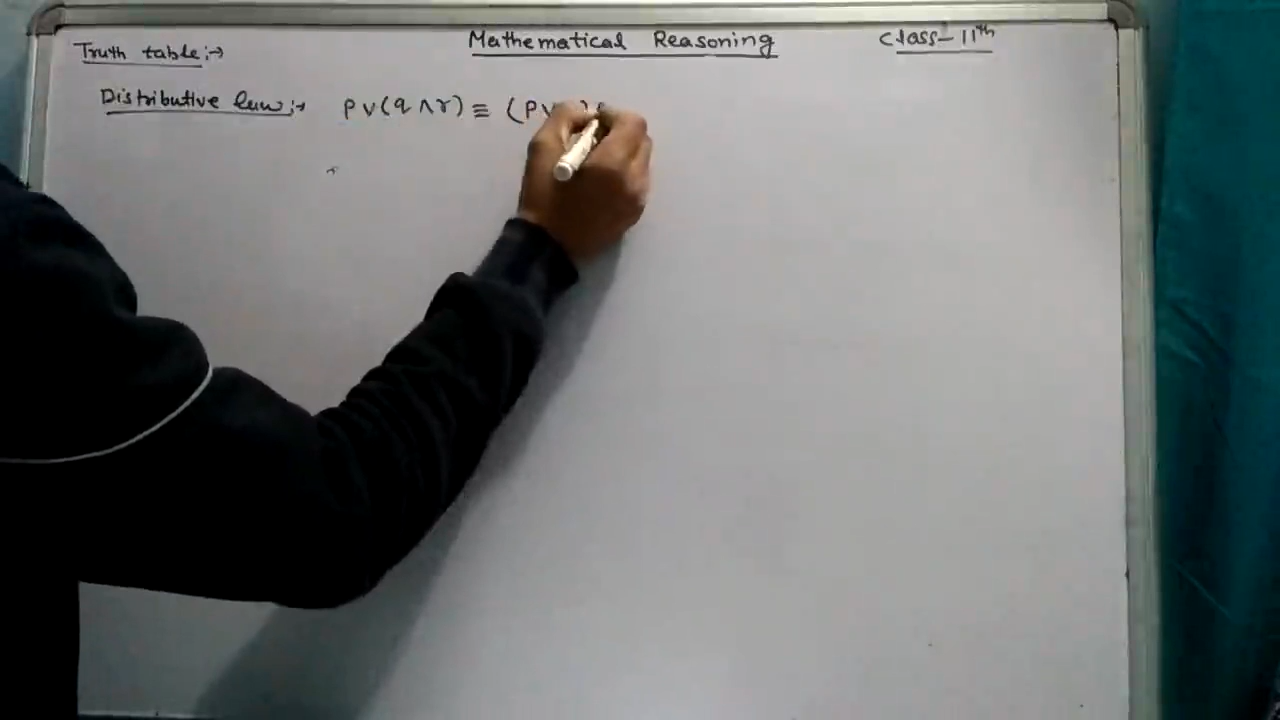 Mathematical Reasoning
Class-11th
Truth table:→
Distributive law:→ p∨(q∧r)≡(p∨